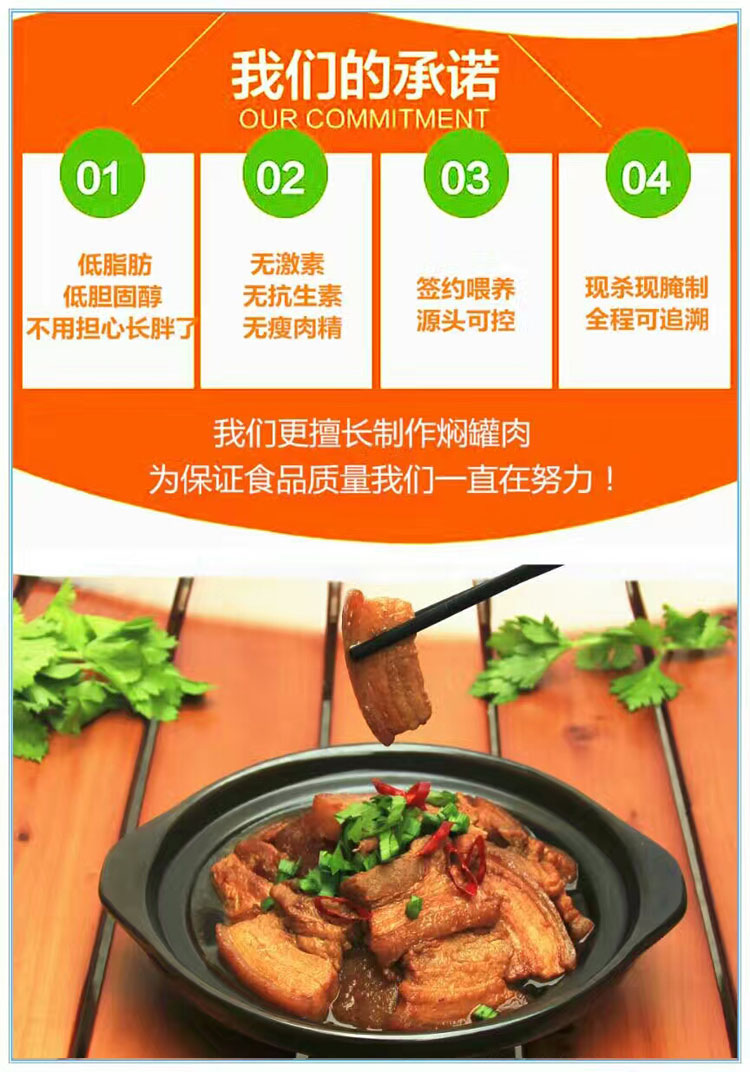 我们的承诺
OUR COMMITMENT
01
低脂肪
低胆固醇
不用担心长胖了
02
无激素
无抗生素
无瘦肉精
03
签约喂养
源头可控
04
现杀现腌制
全程可追溯
我们更擅长制作焖罐肉
为保证食品质量我们一直在努力！